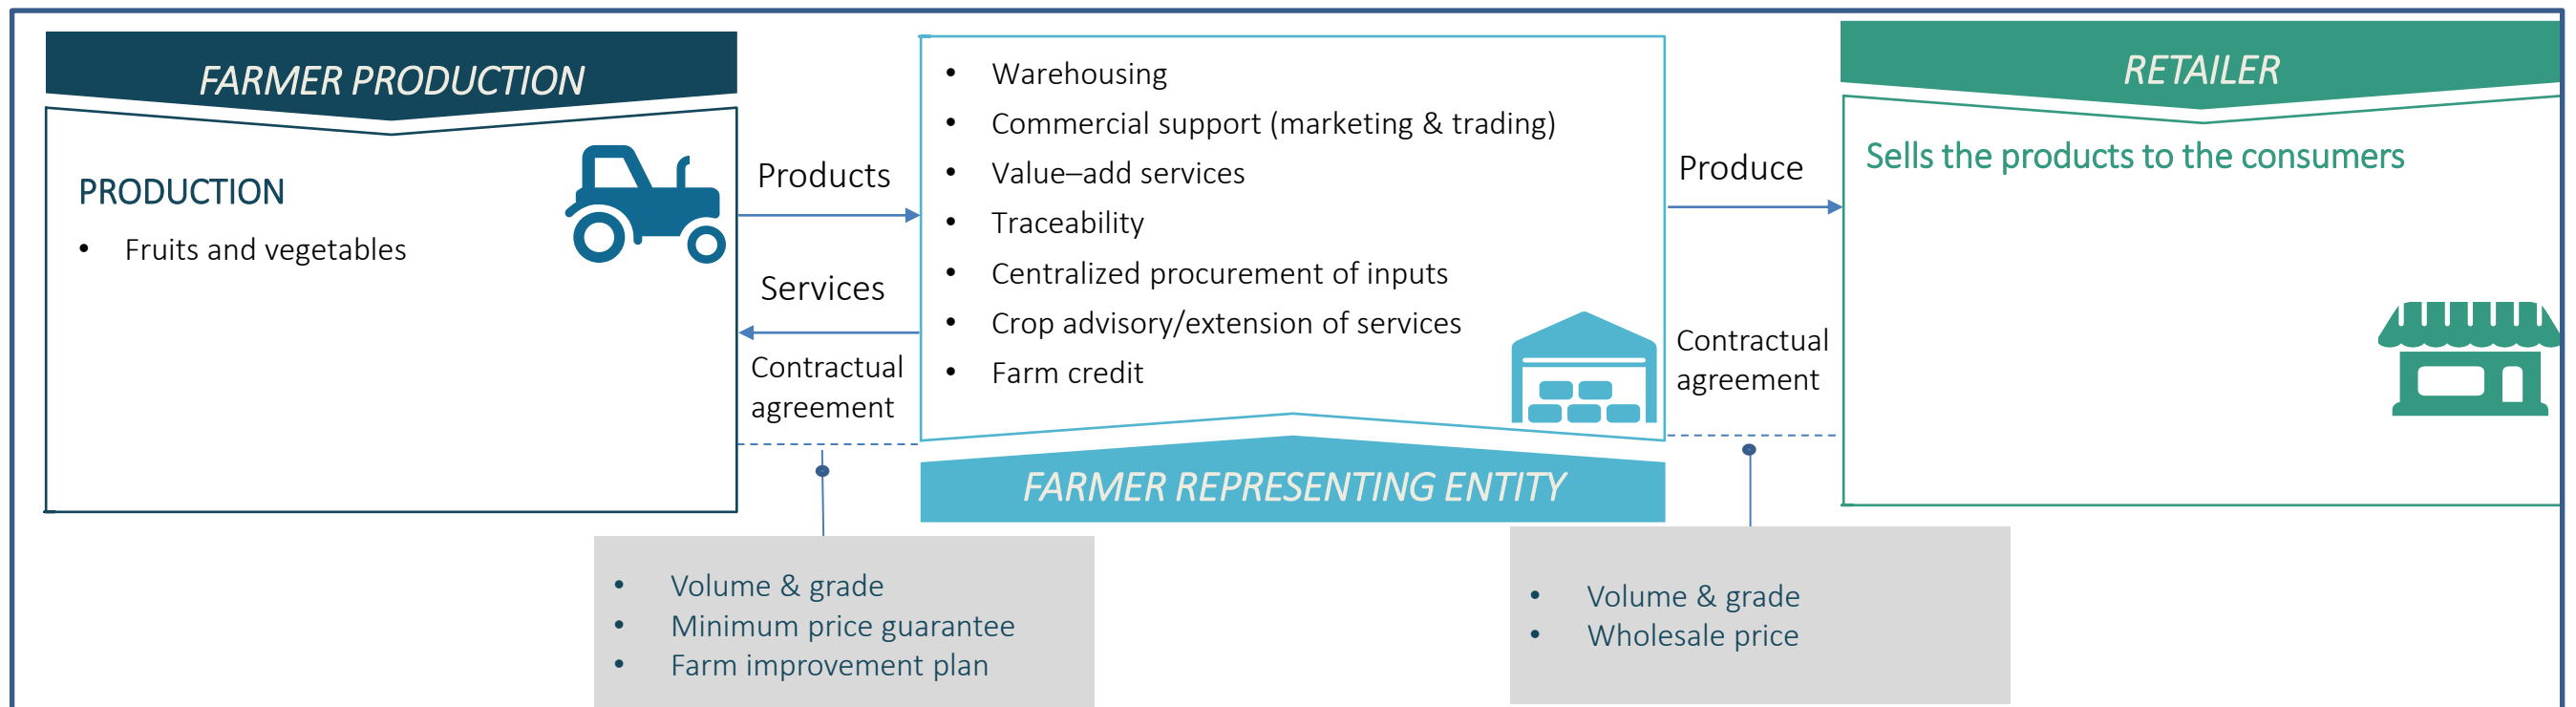 FARMER PRODUCTION
PRODUCTION
• Fruits and vegetables
Products
Services
Contractual
agreement
• Volume & grade
• Minimum price guarantee
• Farm improvement plan
• Warehousing
• Commercial support (marketing & trading)
• Value–add services
• Traceability
• Centralized procurement of inputs
• Crop advisory/extension of services
• Farm credit
FARMER REPRESENTING ENTITY
Produce
Contractual
agreement
• Volume & grade
• Wholesale price
RETAILER
Sells the products to the consumers